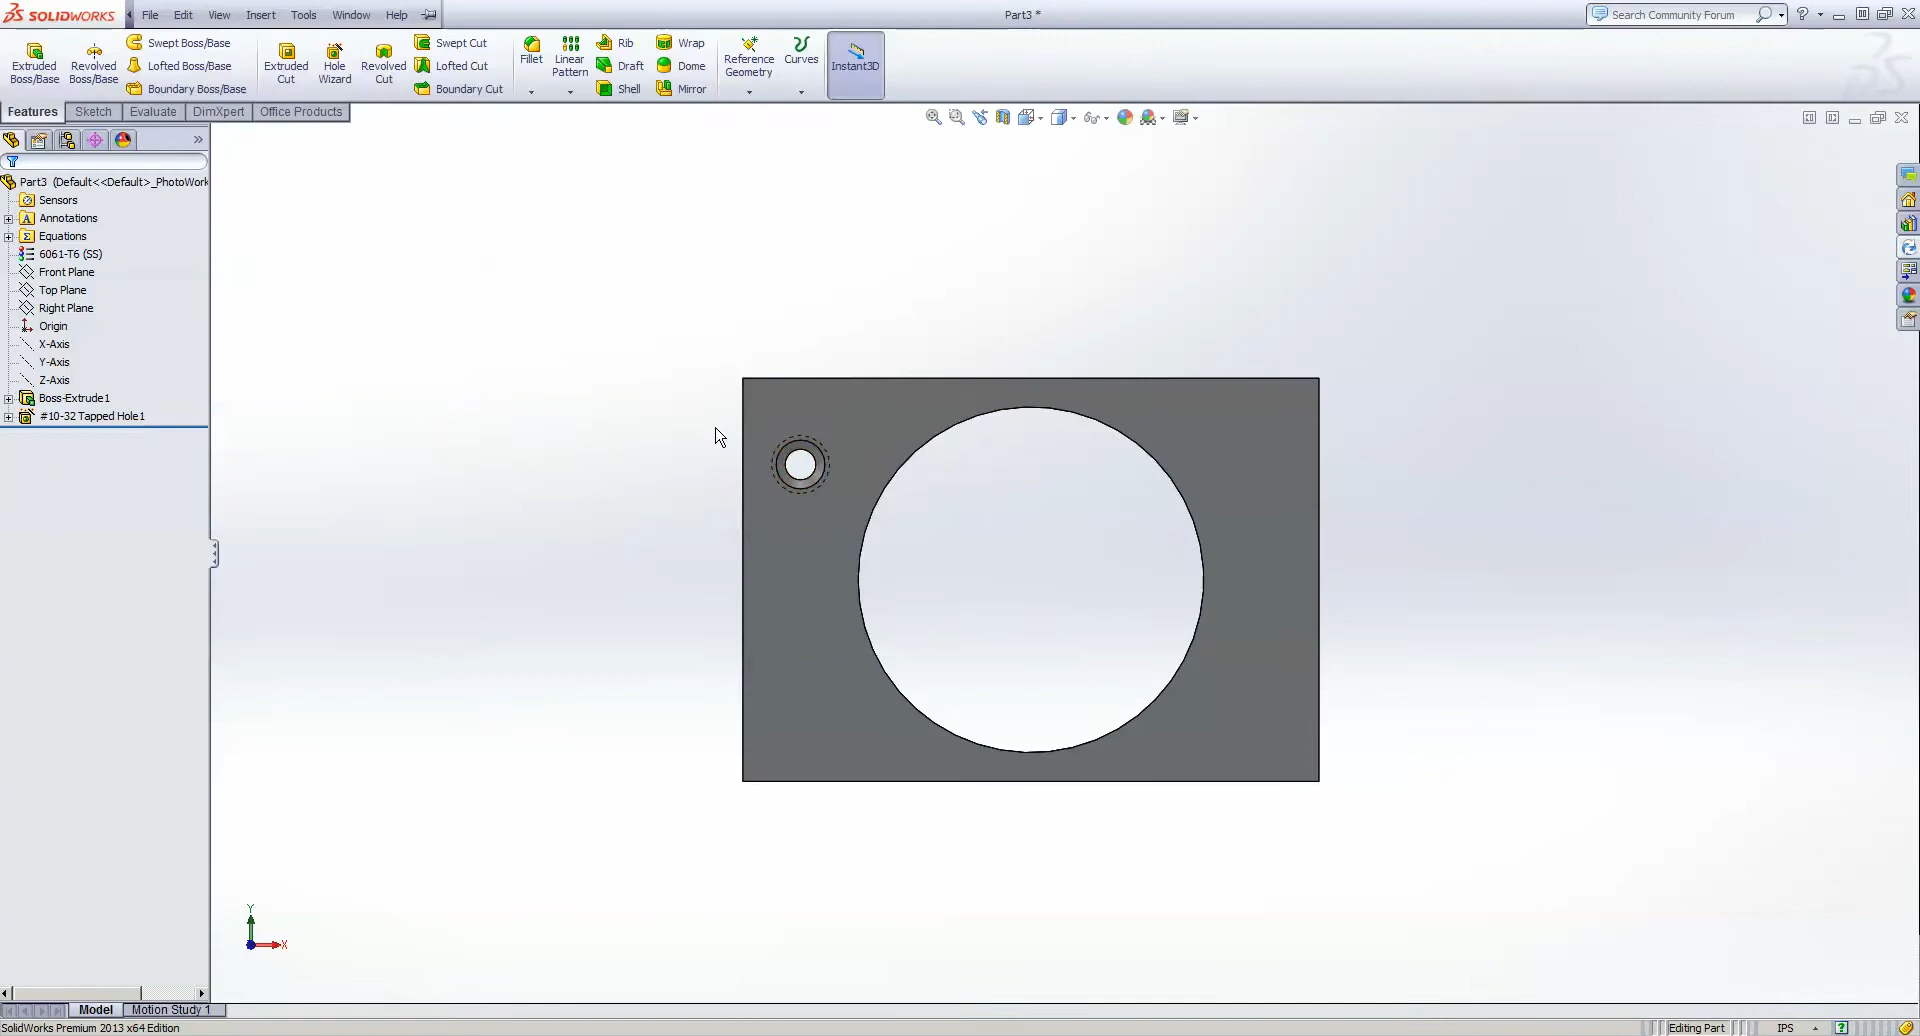 SOLIDWORKS File Edit View Insert Tools Window Help Part3 * Search Community Forum
Extruded Boss/Base
Revolved Boss/Base
Swept Boss/Base
Lofted Boss/Base
Boundary Boss/Base
Extruded Cut
Hole Wizard
Revolved Cut
Swept Cut
Lofted Cut
Boundary Cut
Fillet
Linear Pattern
Rib
Draft
Shell
Wrap
Dome
Mirror
Reference Geometry
Curves
Instant3D
Features Sketch Evaluate DimXpert Office Products
Part3 (Default<<Default>_PhotoWork
Sensors
Annotations
Equations
6061-T6 (SS)
Front Plane
Top Plane
Right Plane
Origin
X-Axis
Y-Axis
Z-Axis
Boss-Extrude1
#10-32 Tapped Hole1
Y
X
Model Motion Study 1
SolidWorks Premium 2013 x64 Edition Editing Part IPS